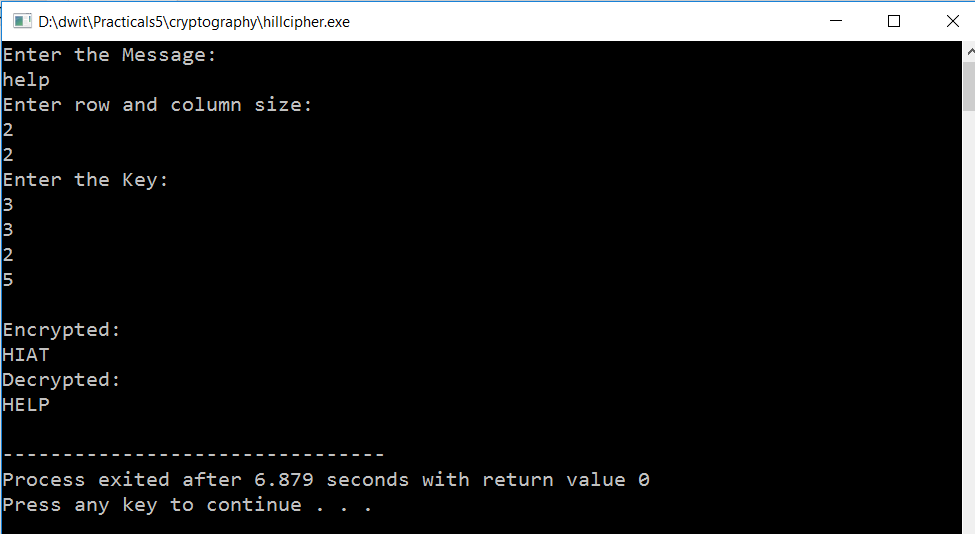 D:\dwit\Practicals5\cryptography\hillcipher.exe
Enter the Message:
help
Enter row and column size:
2
2
Enter the Key:
3
3
2
5
Encrypted:
HIAT
Decrypted:
HELP
--------------------------------
Process exited after 6.879 seconds with return value 0
Press any key to continue . . .